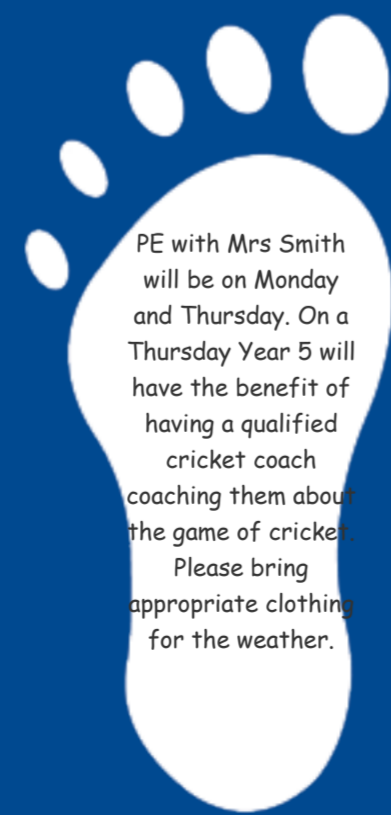 PE with Mrs Smith
will be on Monday
and Thursday. On a
Thursday Year 5 will
have the benefit of
having a qualified
cricket coach
coaching them about
the game of cricket.
Please bring
appropriate clothing
for the weather.